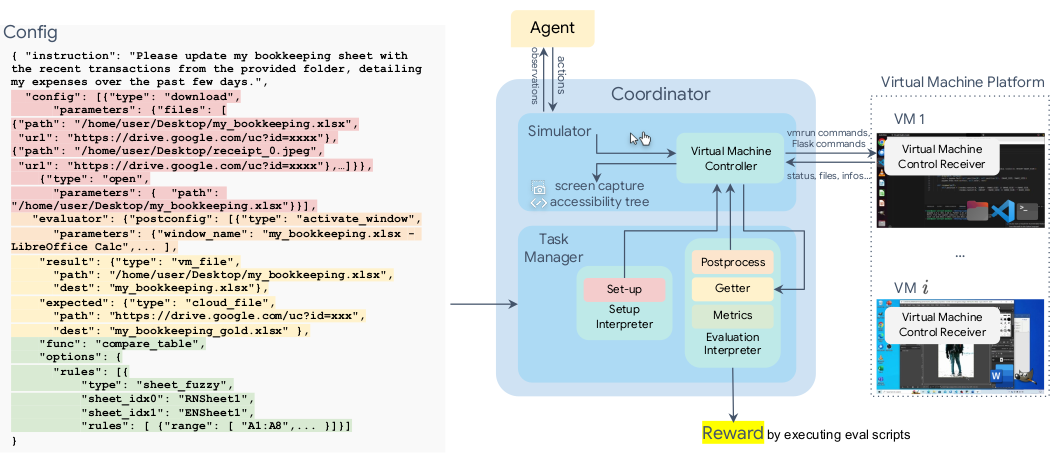 Config
{ "instruction": "Please update my bookkeeping sheet with
the recent transactions from the provided folder, detailing
my expenses over the past few days.",
"config": [{"type": "download",
"parameters": {"files": [
{"path": "/home/user/Desktop/my_bookkeeping.xlsx",
"url": "https://drive.google.com/uc?id=xxxx"},
{"path": "/home/user/Desktop/receipt_0.jpeg",
"url": "https://drive.google.com/uc?id=xxxx"},…]}},
{"type": "open",
"parameters": { "path":
"/home/user/Desktop/my_bookkeeping.xlsx"}}],
"evaluator": {"postconfig": [{"type": "activate_window",
"parameters": {"window_name": "my_bookkeeping.xlsx -
LibreOffice Calc",... ],
"result": {"type": "vm_file",
"path": "/home/user/Desktop/my_bookkeeping.xlsx",
"dest": "my_bookkeeping.xlsx"},
"expected": {"type": "cloud_file",
"path": "https://drive.google.com/uc?id=xxx",
"dest": "my_bookkeeping_gold.xlsx" },
"func": "compare_table",
"options": {
"rules": [{
"type": "sheet_fuzzy",
"sheet_idx0": "RNSheet1",
"sheet_idx1": "ENSheet1",
"rules": [ {"range": [ "A1:A8",... }]}]
}
Agent
observations
actions
Coordinator
Simulator
Virtual Machine
Controller
screen capture
accessibility tree
Task
Manager
Set-up
Setup
Interpreter
Postprocess
Getter
Metrics
Evaluation
Interpreter
Reward by executing eval scripts
vmrun commands,
Flask commands
status, files, infos...
Virtual Machine Platform
VM 1
Virtual Machine
Control Receiver
...
VM i
Virtual Machine
Control Receiver
W